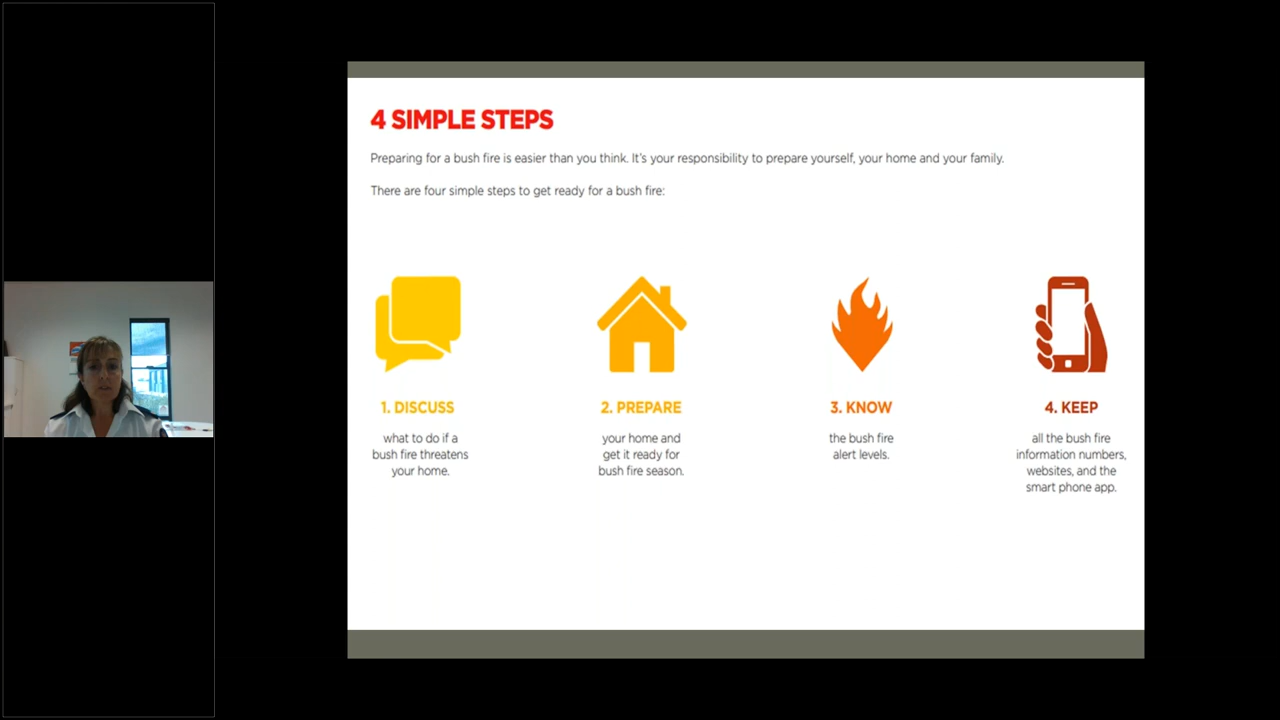 4 SIMPLE STEPS
Preparing for a bush fire is easier than you think. It's your responsibility to prepare yourself, your home and your family.
There are four simple steps to get ready for a bush fire:
1. DISCUSS
what to do if a
bush fire threatens
your home.
2. PREPARE
your home and
get it ready for
bush fire season.
3. KNOW
the bush fire
alert levels.
4. KEEP
all the bush fire
information numbers,
websites, and the
smart phone app.